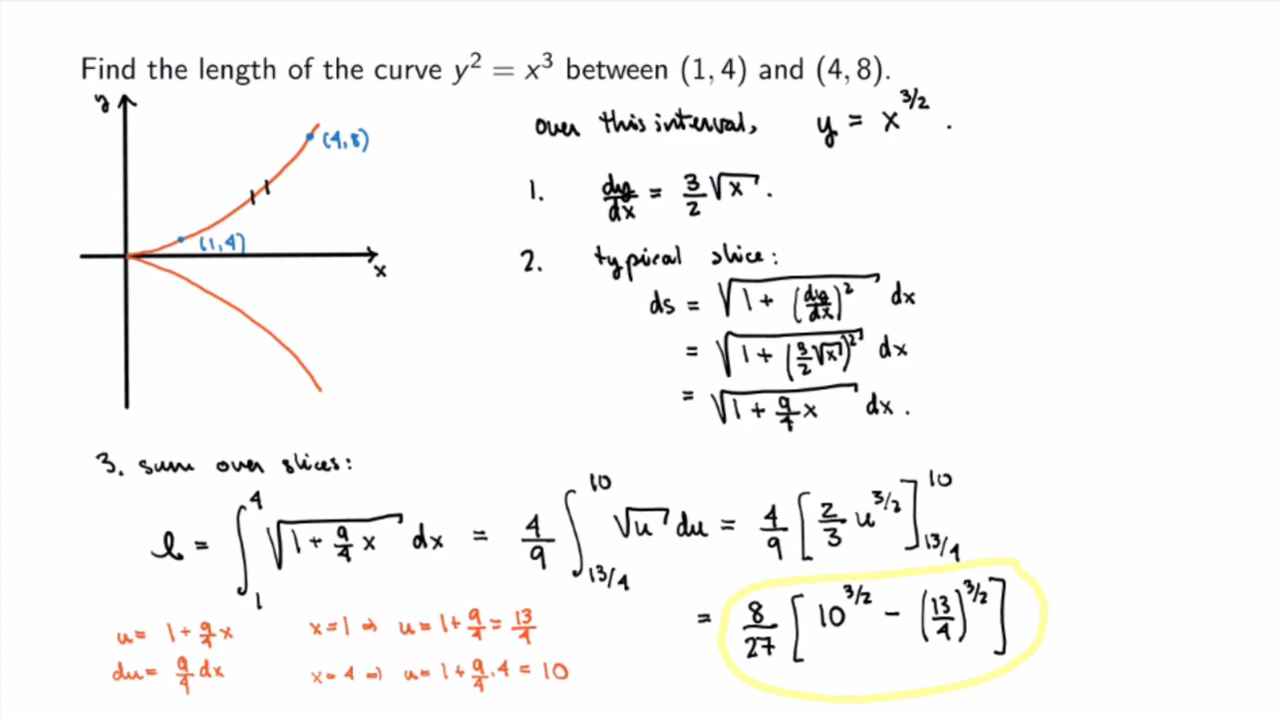 Find the length of the curve y² = x³ between (1, 4) and (4, 8).
y
(4,8)
(1,4)
x
over this interval, y = x^{3/2}.
1. dy/dx = 3/2 √x.
2. typical slice:
ds = √(1 + (dy/dx)²) dx
= √(1 + (3/2 √x)²) dx
= √(1 + 9/4 x) dx.
3. sum over slices:
l = ∫_1^4 √(1 + 9/4 x) dx = 4/9 ∫_{13/4}^{10} √u du = 4/9 [2/3 u^{3/2}]_{13/4}^{10}
= 8/27 [10^{3/2} − (13/4)^{3/2}]
u = 1 + 9/4 x x=1 ⇒ u = 1 + 9/4 = 13/4
du = 9/4 dx x=4 ⇒ u = 1 + 9/4 · 4 = 10